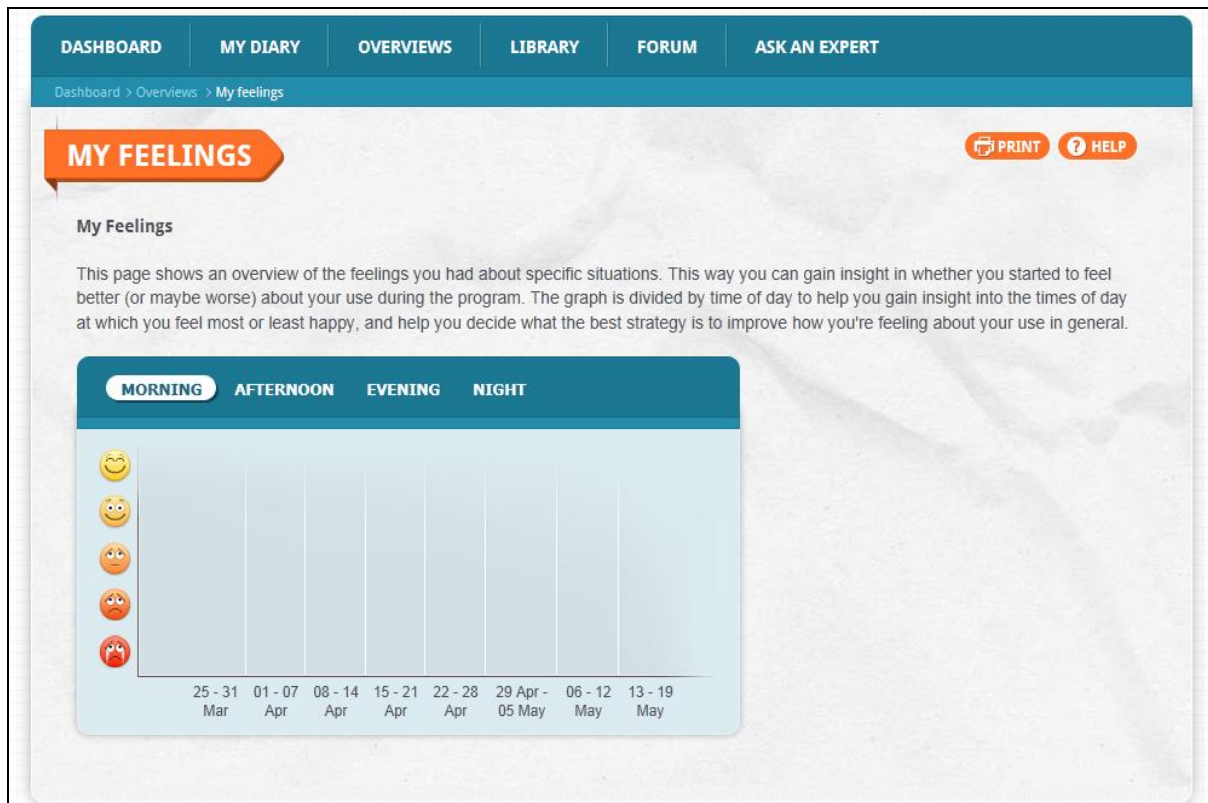 DASHBOARD MY DIARY OVERVIEWS LIBRARY FORUM ASK AN EXPERT
Dashboard > Overviews > My feelings
MY FEELINGS
PRINT ? HELP
My Feelings
This page shows an overview of the feelings you had about specific situations. This way you can gain insight in whether you started to feel
better (or maybe worse) about your use during the program. The graph is divided by time of day to help you gain insight into the times of day
at which you feel most or least happy, and help you decide what the best strategy is to improve how you're feeling about your use in general.
MORNING AFTERNOON EVENING NIGHT
25 - 31 01 - 07 08 - 14 15 - 21 22 - 28 29 Apr - 06 - 12 13 - 19
Mar Apr Apr Apr Apr 05 May May May